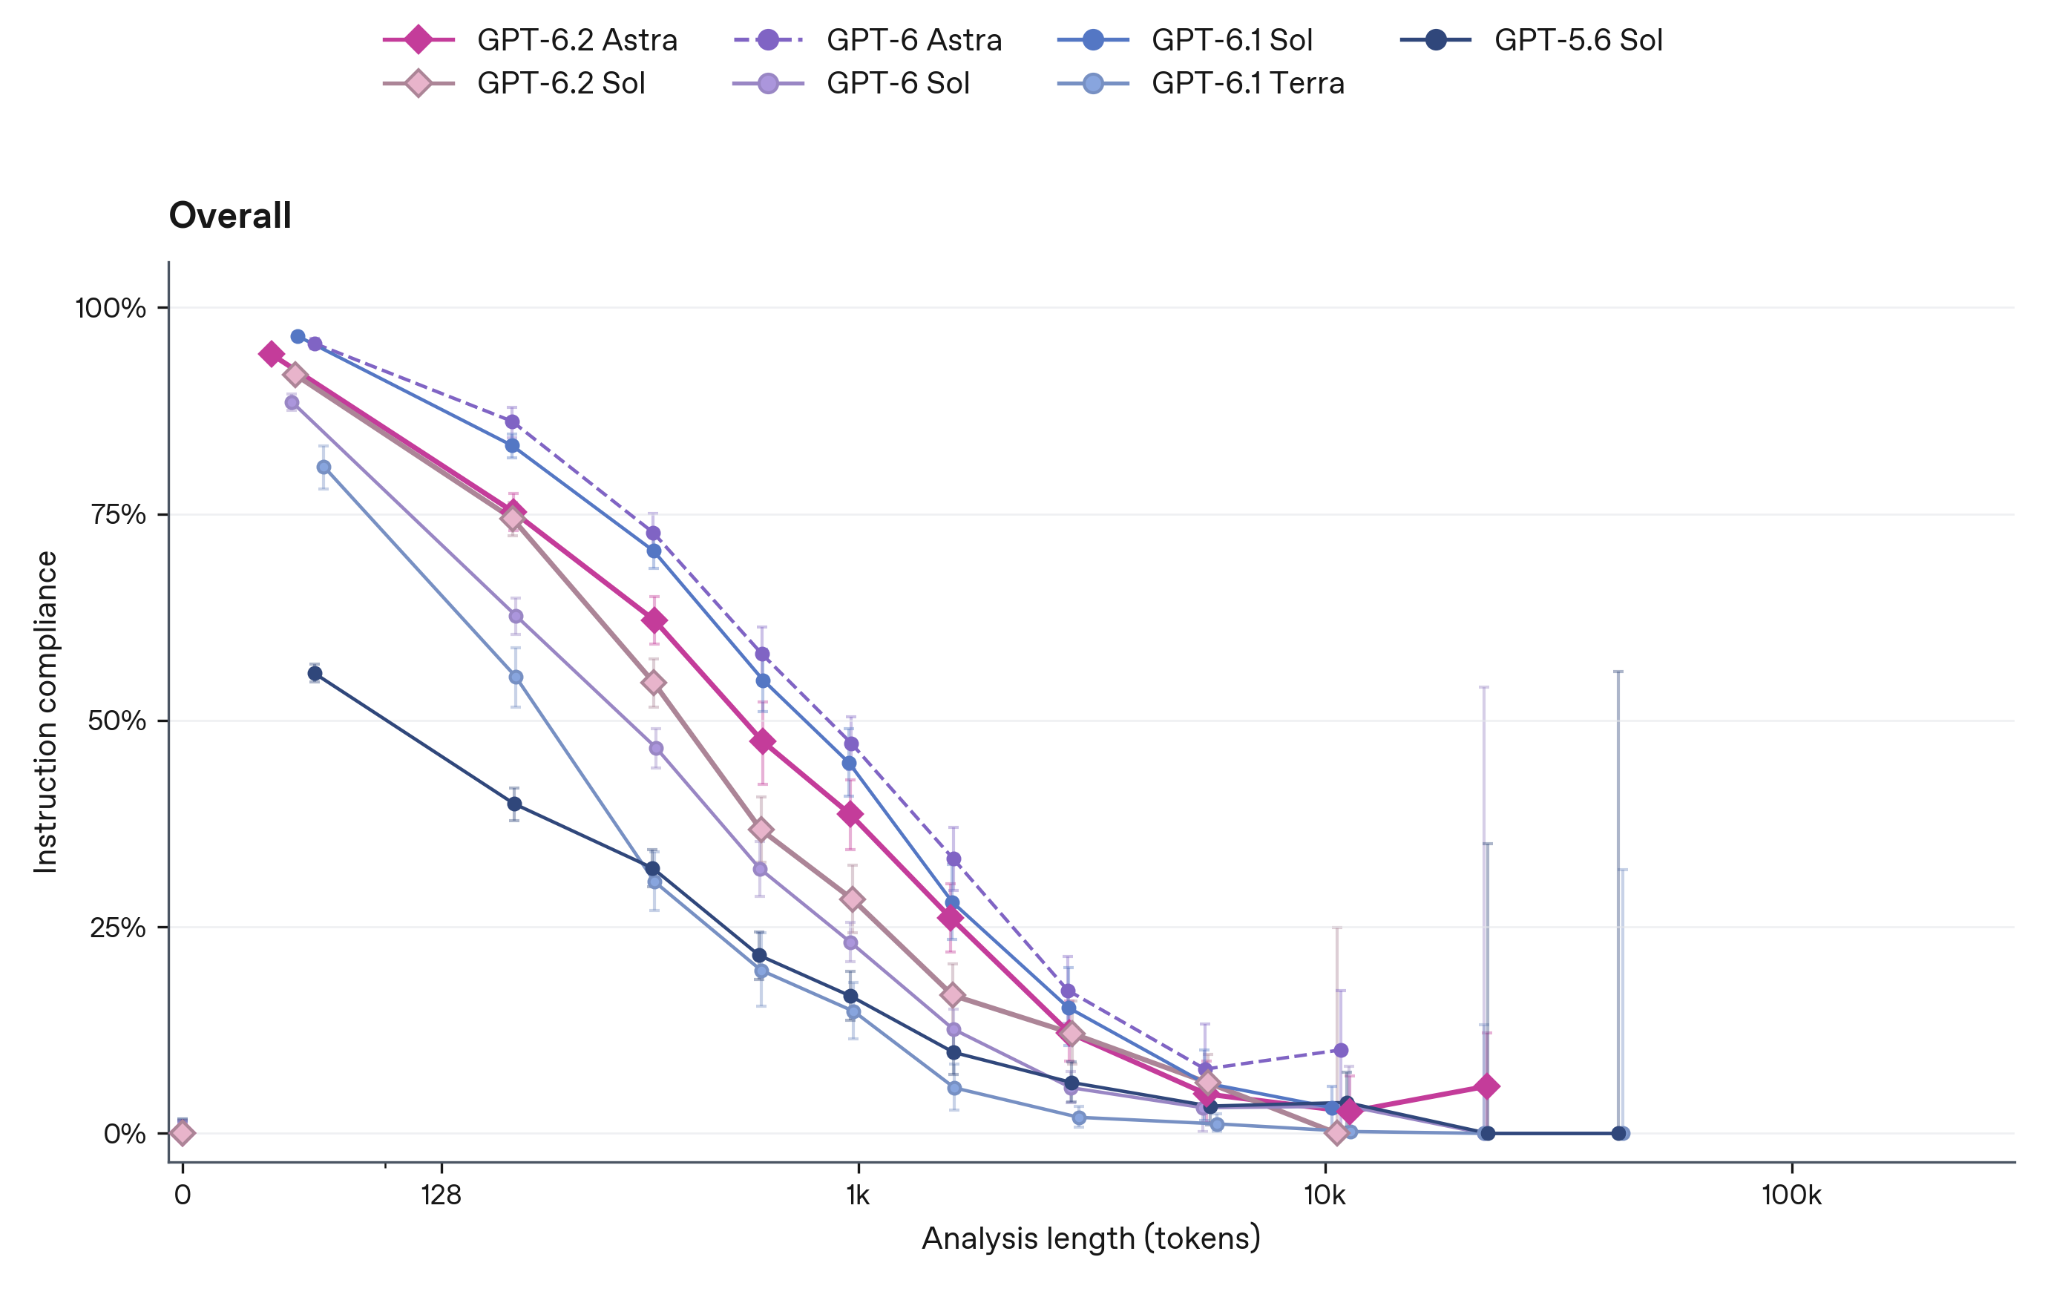 GPT-6.2 Astra
GPT-6 Astra
GPT-6.1 Sol
GPT-5.6 Sol
GPT-6.2 Sol
GPT-6 Sol
GPT-6.1 Terra
Overall
100%
75%
50%
25%
0%
Instruction compliance
0
128
1k
10k
100k
Analysis length (tokens)